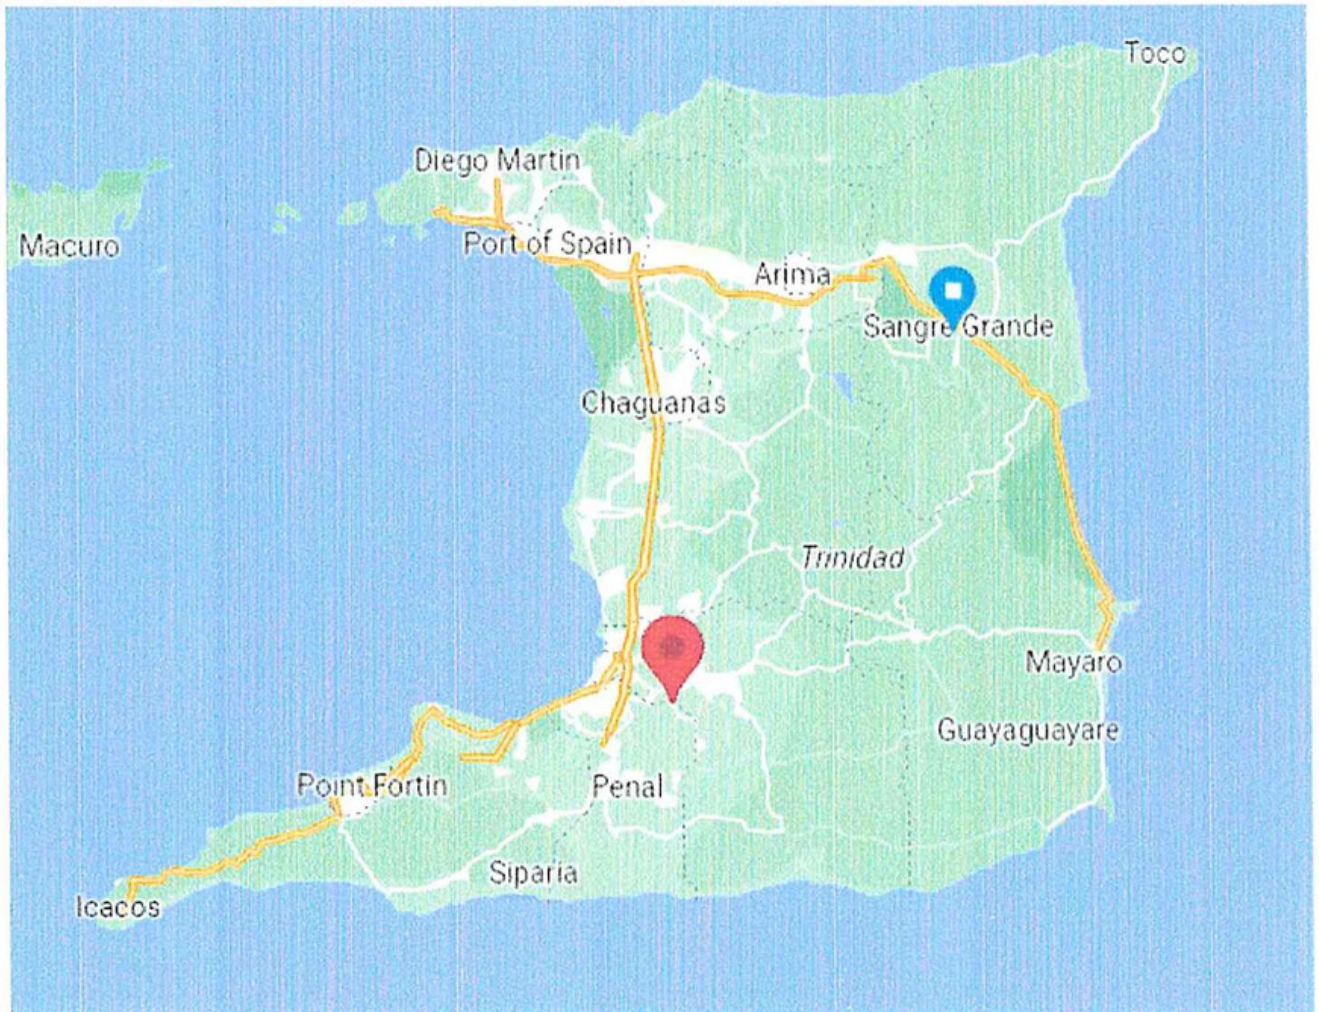 Toco
Diego Martin
Macuro
Port of Spain
Arima
Sangre Grande
Chaguanas
Trinidad
Mayaro
Guayaguayare
Point Fortin
Penal
Siparia
Icacos